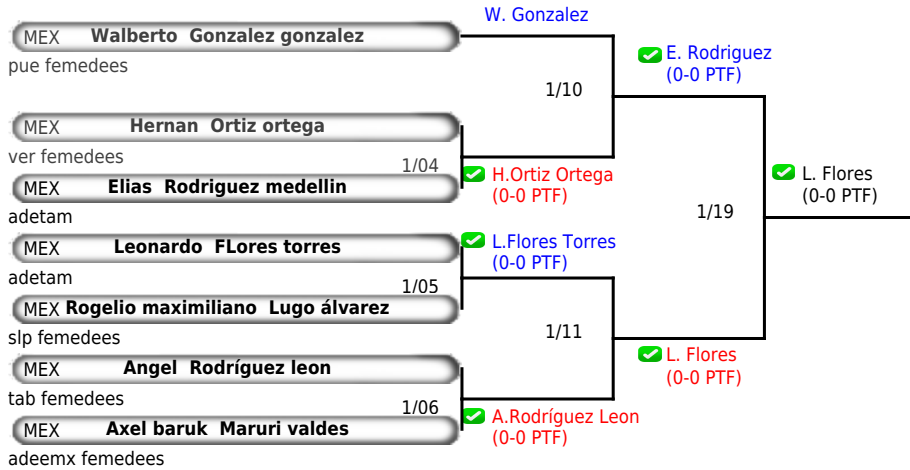 W. Gonzalez
MEX Walberto Gonzalez gonzalez
pue femedees
E. Rodriguez
(0-0 PTF)
1/10
MEX Hernan Ortiz ortega
ver femedees
1/04
H.Ortiz Ortega
(0-0 PTF)
MEX Elias Rodriguez medellin
adetam
L. Flores
(0-0 PTF)
1/19
MEX Leonardo FLores torres
adetam
L.Flores Torres
(0-0 PTF)
1/05
MEX Rogelio maximiliano Lugo álvarez
slp femedees
1/11
L. Flores
(0-0 PTF)
MEX Angel Rodríguez leon
tab femedees
1/06
A.Rodríguez Leon
(0-0 PTF)
MEX Axel baruk Maruri valdes
adeemx femedees